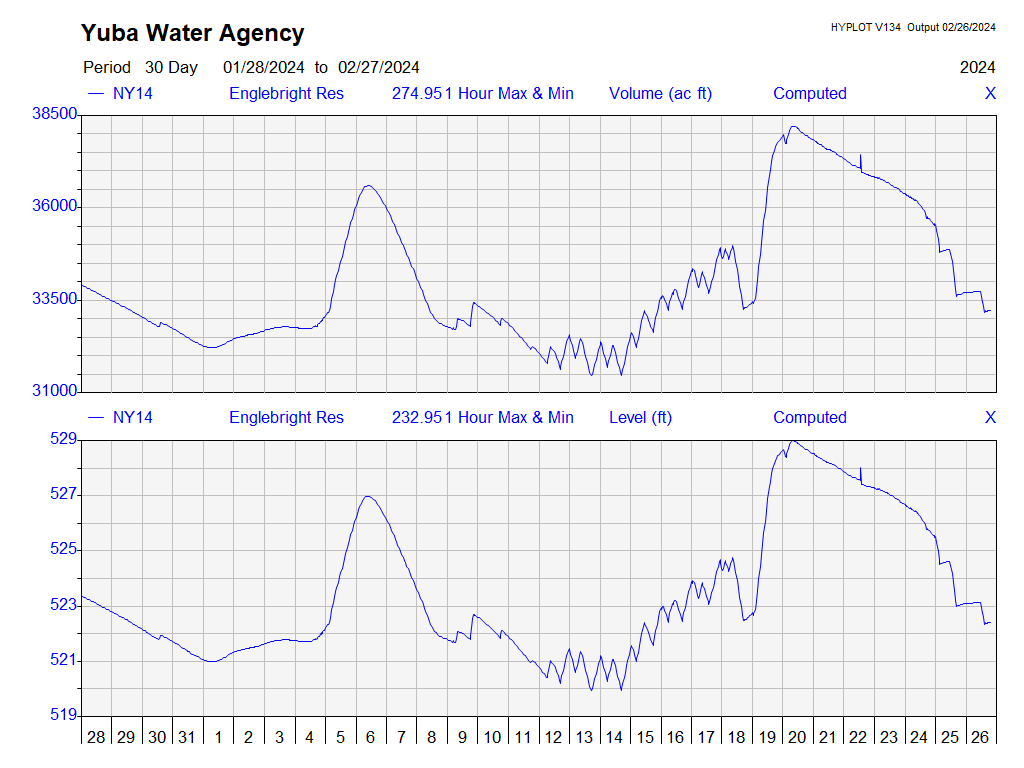 Yuba Water Agency
HYPLOT V134 Output 02/26/2024
Period 30 Day 01/28/2024 to 02/27/2024
2024
NY14 Englebright Res 274.951 Hour Max & Min Volume (ac ft) Computed X
38500
36000
33500
31000
NY14 Englebright Res 232.951 Hour Max & Min Level (ft) Computed X
529
527
525
523
521
519
28 29 30 31 1 2 3 4 5 6 7 8 9 10 11 12 13 14 15 16 17 18 19 20 21 22 23 24 25 26